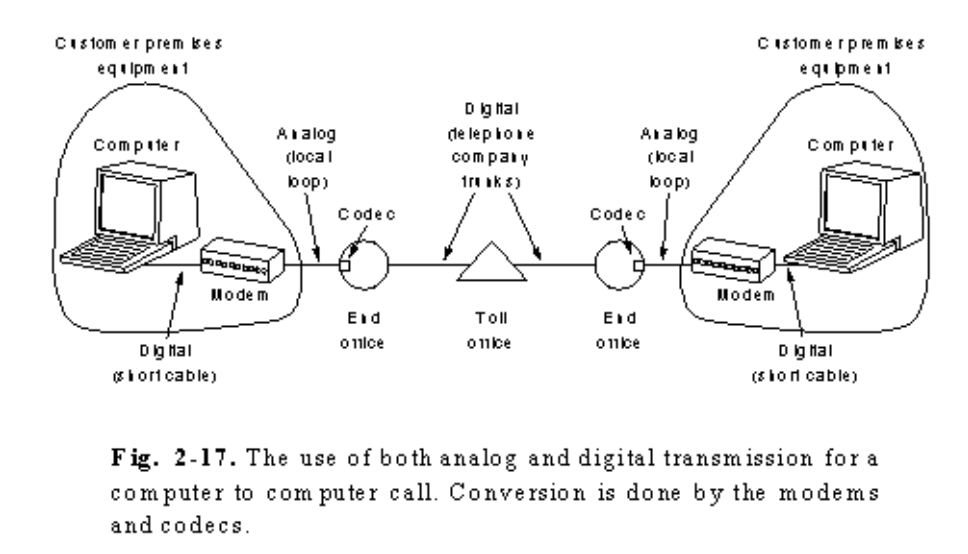 Customer premises
equipment
Customer premises
equipment
Computer
Analog
(local
loop)
Digital
(telephone
company
trunks)
Analog
(local
loop)
Computer
Codec
Codec
Modem
Modem
End
office
Toll
office
End
office
Digital
(short cable)
Digital
(short cable)
Fig. 2-17. The use of both analog and digital transmission for a
computer to computer call. Conversion is done by the modems
and codecs.